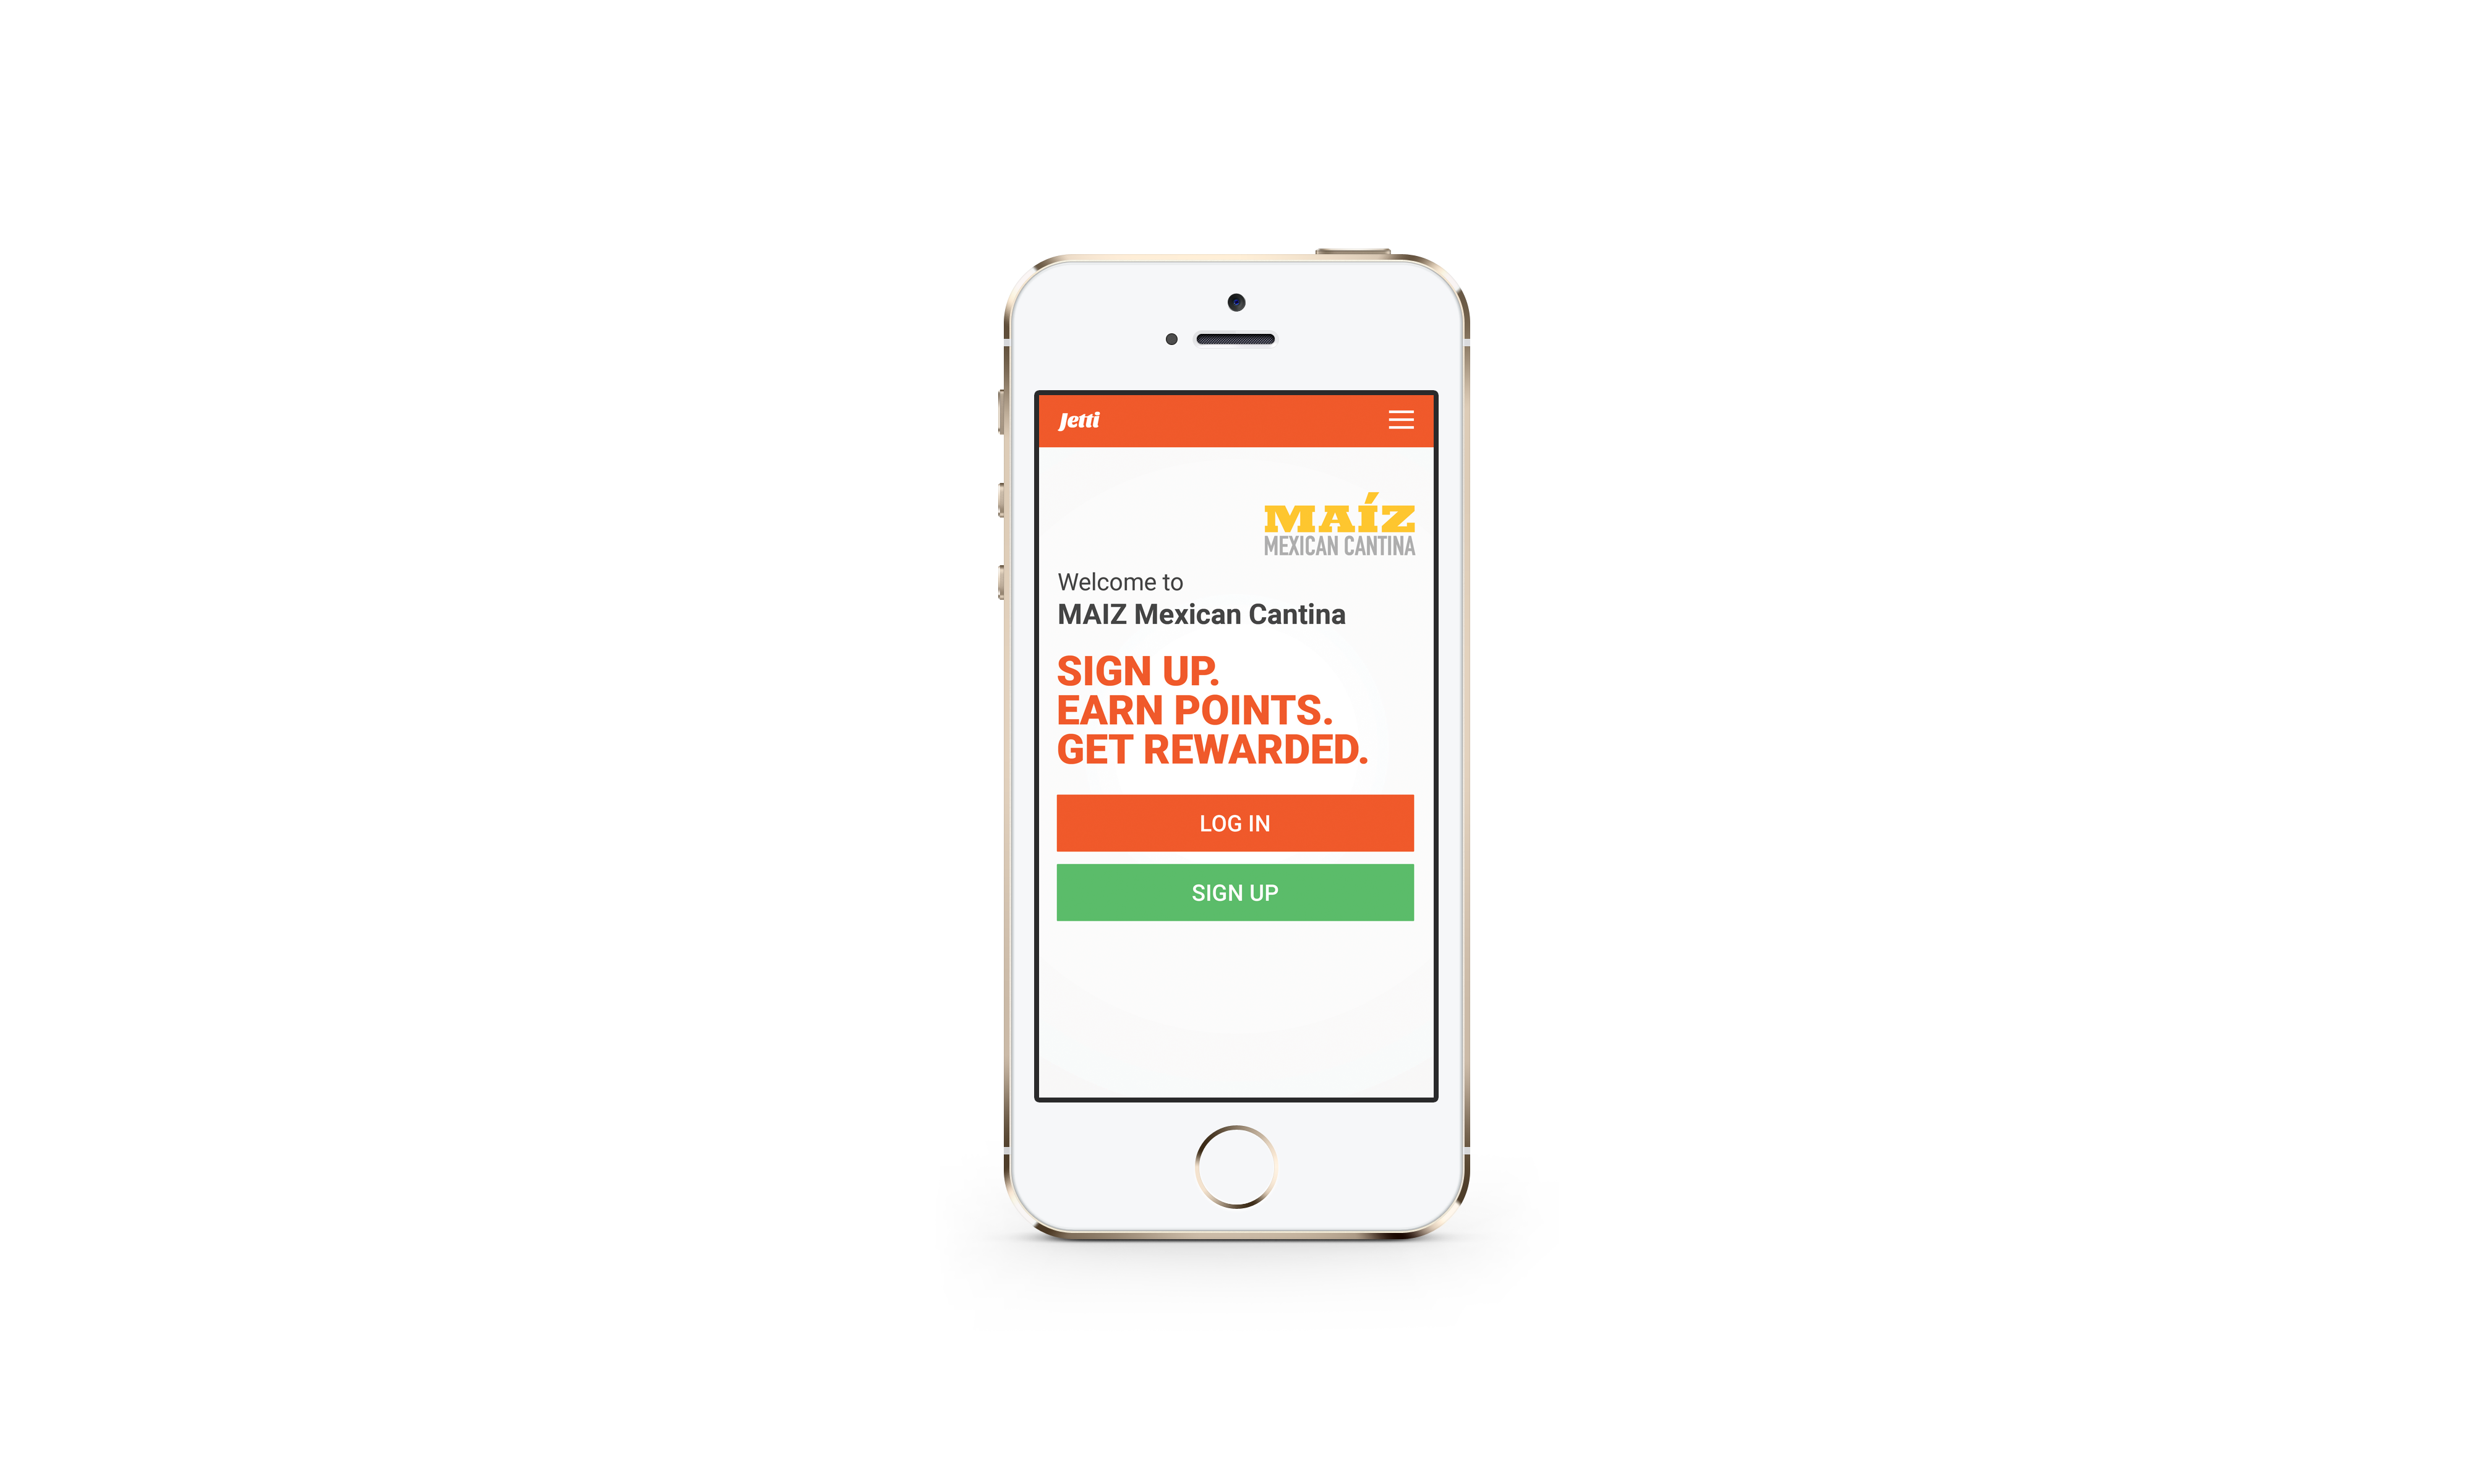 Jetti
MAÍZ
MEXICAN CANTINA
Welcome to
MAIZ Mexican Cantina
SIGN UP.
EARN POINTS.
GET REWARDED.
LOG IN
SIGN UP